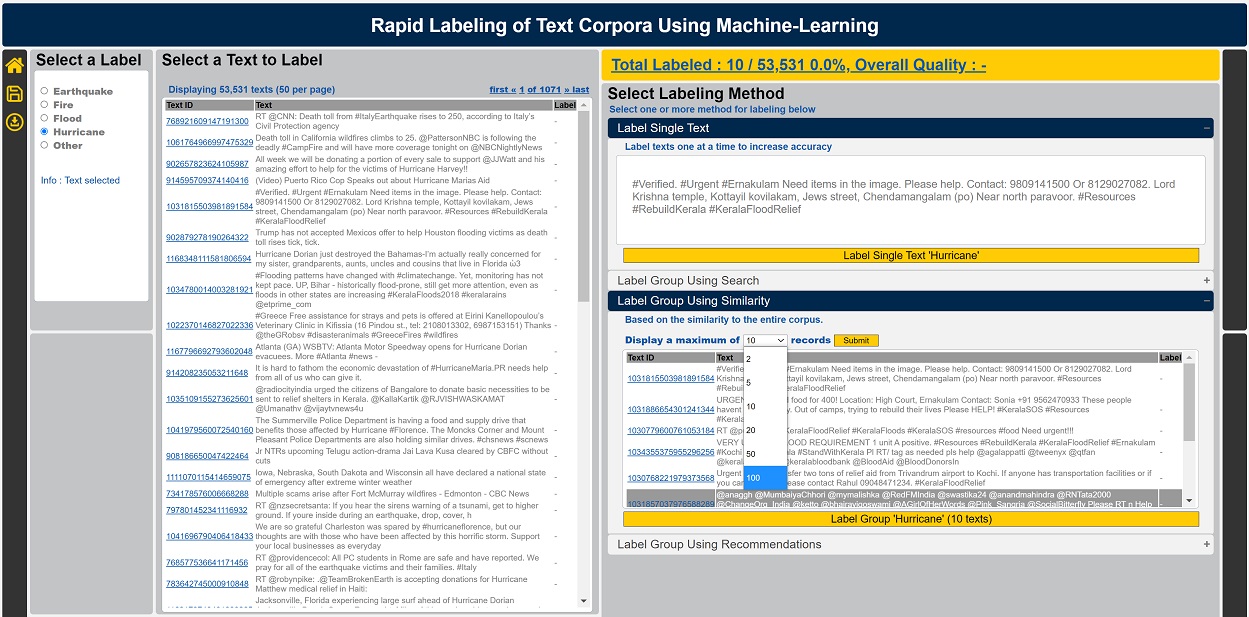 Rapid Labeling of Text Corpora Using Machine-Learning
Select a Label
Earthquake
Fire
Flood
Hurricane
Other
Info : Text selected
Select a Text to Label
Displaying 53,531 texts (50 per page)
first « 1 of 1071 » last
Text ID Text Label
768921609147191300 RT @CNN: Death toll from #ItalyEarthquake rises to 250, according to Italy's -
Civil Protection agency
1061764966997475329 Death toll in California wildfires climbs to 25. @PattersonNBC is following the -
deadly #CampFire and will have more coverage tonight on @NBCNightlyNews
902657823624105987 All week we will be donating a portion of every sale to support @JJWatt and his -
amazing effort to help for the victims of Hurricane Harvey!!
914595709374140416 (Video) Puerto Rico Cop Speaks out about Hurricane Marias Aid -
#Verified. #Urgent #Ernakulam Need items in the image. Please help. Contact:
1031815503981891584 9809141500 Or 8129027082. Lord Krishna temple, Kottayil kovilakam, Jews -
street, Chendamangalam (po) Near north paravoor. #Resources #RebuildKerala
#KeralaFloodRelief
902879278190264322 Trump has not accepted Mexicos offer to help Houston flooding victims as death -
toll rises tick, tick.
1168348111581806594 Hurricane Dorian just destroyed the Bahamas-I'm actually really concerned for -
my sister, grandparents, aunts, uncles and cousins that live in Florida ὡ3
#Flooding patterns have changed with #climatechange. Yet, monitoring has not
1034780014003281921 kept pace. UP, Bihar - historically flood-prone, still get more attention, even as -
floods in other states are increasing #KeralaFloods2018 #keralarains
@elprime_com
#Greece Free assistance for strays and pets is offered at Eirini Kanellopoulou's
1022370146827022336 Veterinary Clinic in Kifissia (16 Pindou st., tel: 2108013302, 6987153151) Thanks -
@theGRobsv #disasteranimals #GreeceFires #wildfires
1167796692793602048 Atlanta (GA) WSBTV: Atlanta Motor Speedway opens for Hurricane Dorian -
evacuees. More #Atlanta #news -
914208235053211648 It is hard to fathom the economic devastation of #HurricaneMaria.PR needs help -
from all of us who can give it.
@radiocityindia urged the citizens of Bangalore to donate basic necessities to be
1035109155273625601 sent to relief shelters in Kerala. @KallaKartik @RJVISHWASKAMAT -
@Umanathv @vijaytvnews4u
The Summerville Police Department is having a food and supply drive that
1041979560072540160 benefits those affected by Hurricane #Florence. The Moncks Corner and Mount -
Pleasant Police Departments are also holding similar drives. #chsnews #scnews
908186650047422464 Jr NTRs upcoming Telugu action-drama Jai Lava Kusa cleared by CBFC without -
cuts
1111070115414659075 Iowa, Nebraska, South Dakota and Wisconsin all have declared a national state -
of emergency after extreme winter weather
734178576006668288 Multiple scams arise after Fort McMurray wildfires - Edmonton - CBC News -
797801452341116932 RT @nzsecretsanta: If you hear the sirens warning of a tsunami, get to higher -
ground. If youre inside during an earthquake, drop, cover, h
We are so grateful Charleston was spared by #hurricaneflorence, but our
1041696790406418433 thoughts are with those who have been affected by this horrific storm. Support -
your local businesses as everyday
768577536641171456 RT @providencecol: All PC students in Rome are safe and have reported. We -
pray for all of the earthquake victims and their families. #Italy
783642745000910848 RT @robynpike: .@TeamBrokenEarth is accepting donations for Hurricane -
Matthew medical relief in Haiti:
Jacksonville, Florida experiencing large surf ahead of Hurricane Dorian
Total Labeled : 10 / 53,531 0.0%, Overall Quality : -
Select Labeling Method
Select one or more method for labeling below
Label Single Text −
Label texts one at a time to increase accuracy
#Verified. #Urgent #Ernakulam Need items in the image. Please help. Contact: 9809141500 Or 8129027082. Lord
Krishna temple, Kottayil kovilakam, Jews street, Chendamangalam (po) Near north paravoor. #Resources
#RebuildKerala #KeralaFloodRelief
Label Single Text 'Hurricane'
Label Group Using Search +
Label Group Using Similarity −
Based on the similarity to the entire corpus.
Display a maximum of 10 records Submit
2
5
10
20
50
100
Text ID Text Label
#Verifie Need items in the image. Please help. Contact: 9809141500 Or 8129027082. Lord
1031815503981891584 Krishna kovilakam, Jews street, Chendamangalam (po) Near north paravoor. #Resources -
#Rebu KeralaFloodRelief
URGEN food for 400! Location: High Court, Ernakulam Contact: Sonia +91 9562470933 These people
1031886654301241344 havent y. Out of camps, trying to rebuild their lives Please HELP! #KeralaSOS #Resources -
#
1030779600761053184 RT @p KeralaFloodRelief #KeralaFloods #Kerala #KeralaSOS #resources #food Need urgent!!! -
VERY OOD REQUIREMENT 1 unit A positive. #Resources #RebuildKerala #KeralaFloodRelief #Ernakulam
1034355375955296256 #Kochi #StandWithKerala Pl RT/ tag as needed pls help @agalappatti @tweenyx @qtfan -
@keral keralabloodbank @BloodAid @BloodDonorsIn
1030768221979373568 Urgent sfer two tons of relief aid from Trivandrum airport to Kochi. If anyone has transportation facilities or if -
you can please contact Rahul 09048471234. #KeralaFloodRelief
@anaggh @MumbaiyaChhori @mymalishka @RedFMIndia @swastika24 @anandmahindra @RNTata2000
1031857037976588289
Label Group 'Hurricane' (10 texts)
Label Group Using Recommendations +